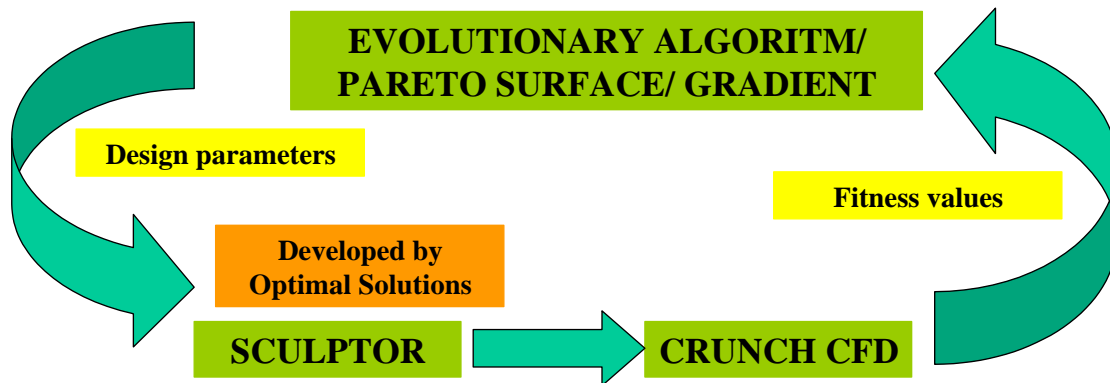 EVOLUTIONARY ALGORITM/
PARETO SURFACE/ GRADIENT
Design parameters
Fitness values
Developed by
Optimal Solutions
SCULPTOR
CRUNCH CFD